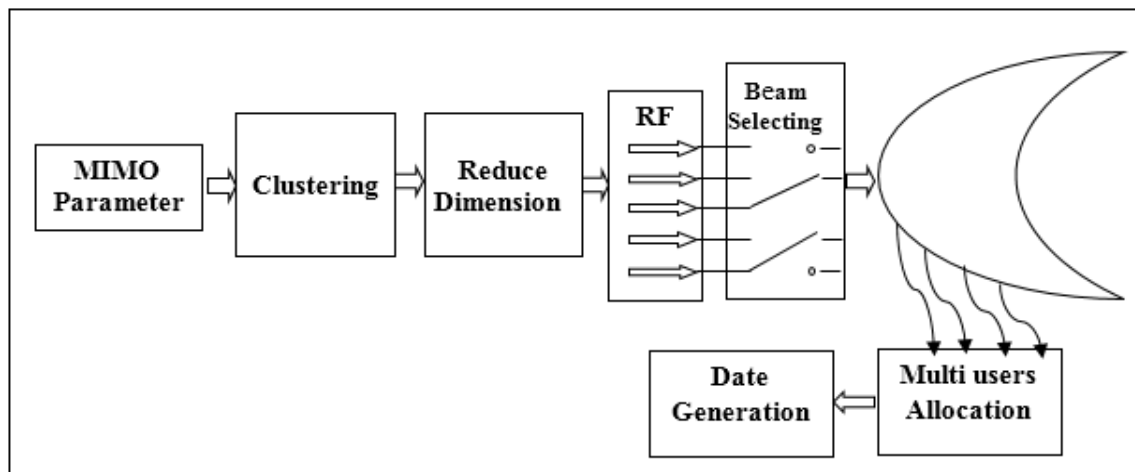 MIMO
Parameter
Clustering
Reduce
Dimension
RF
Beam
Selecting
Multi users
Allocation
Date
Generation